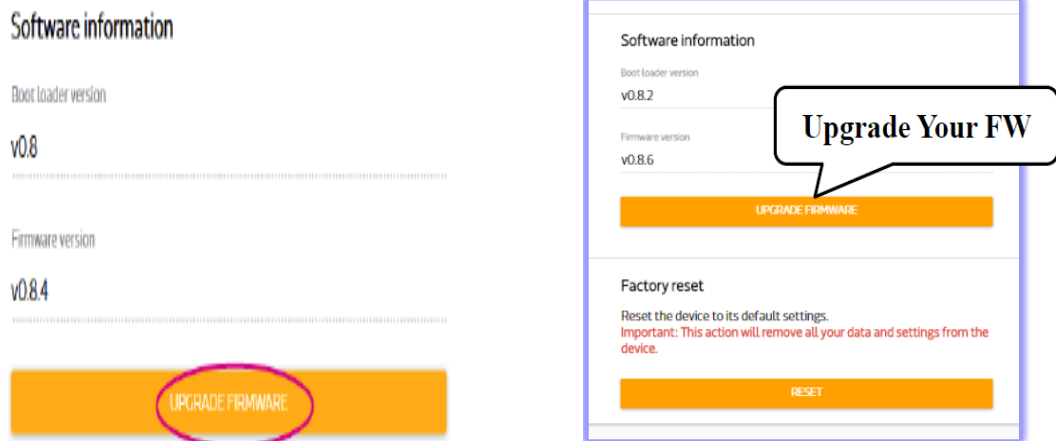 Software information
Boot loader version
v0.8
Firmware version
v0.8.4
UPGRADE FIRMWARE
Software information
Boot loader version
v0.8.2
Upgrade Your FW
Firmware version
v0.8.6
UPGRADE FIRMWARE
Factory reset
Reset the device to its default settings.
Important: This action will remove all your data and settings from the
device.
RESET